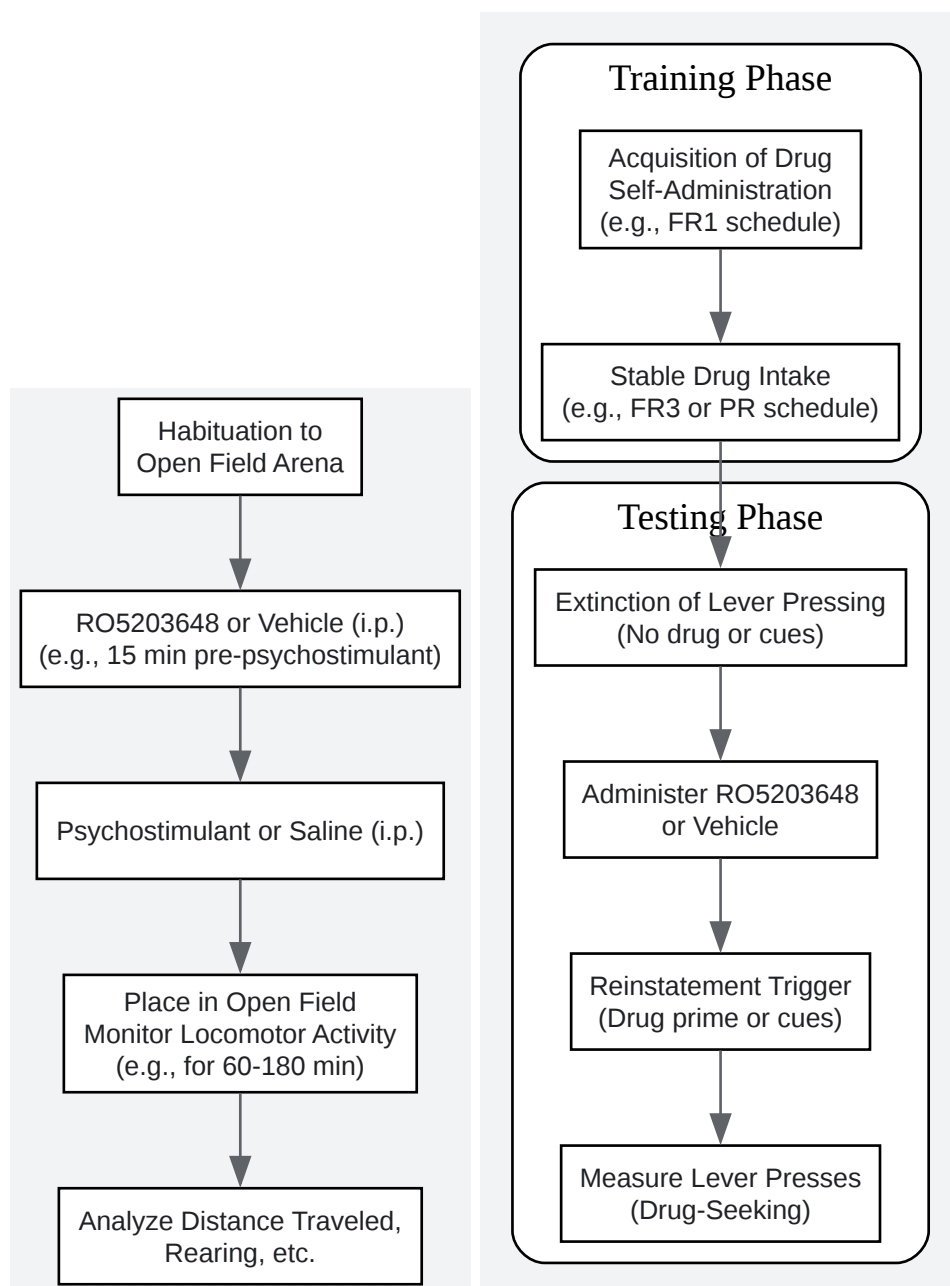 Habituation to
Open Field Arena
RO5203648 or Vehicle (i.p.)
(e.g., 15 min pre-psychostimulant)
Psychostimulant or Saline (i.p.)
Place in Open Field
Monitor Locomotor Activity
(e.g., for 60-180 min)
Analyze Distance Traveled,
Rearing, etc.
Training Phase
Acquisition of Drug
Self-Administration
(e.g., FR1 schedule)
Stable Drug Intake
(e.g., FR3 or PR schedule)
Testing Phase
Extinction of Lever Pressing
(No drug or cues)
Administer RO5203648
or Vehicle
Reinstatement Trigger
(Drug prime or cues)
Measure Lever Presses
(Drug-Seeking)